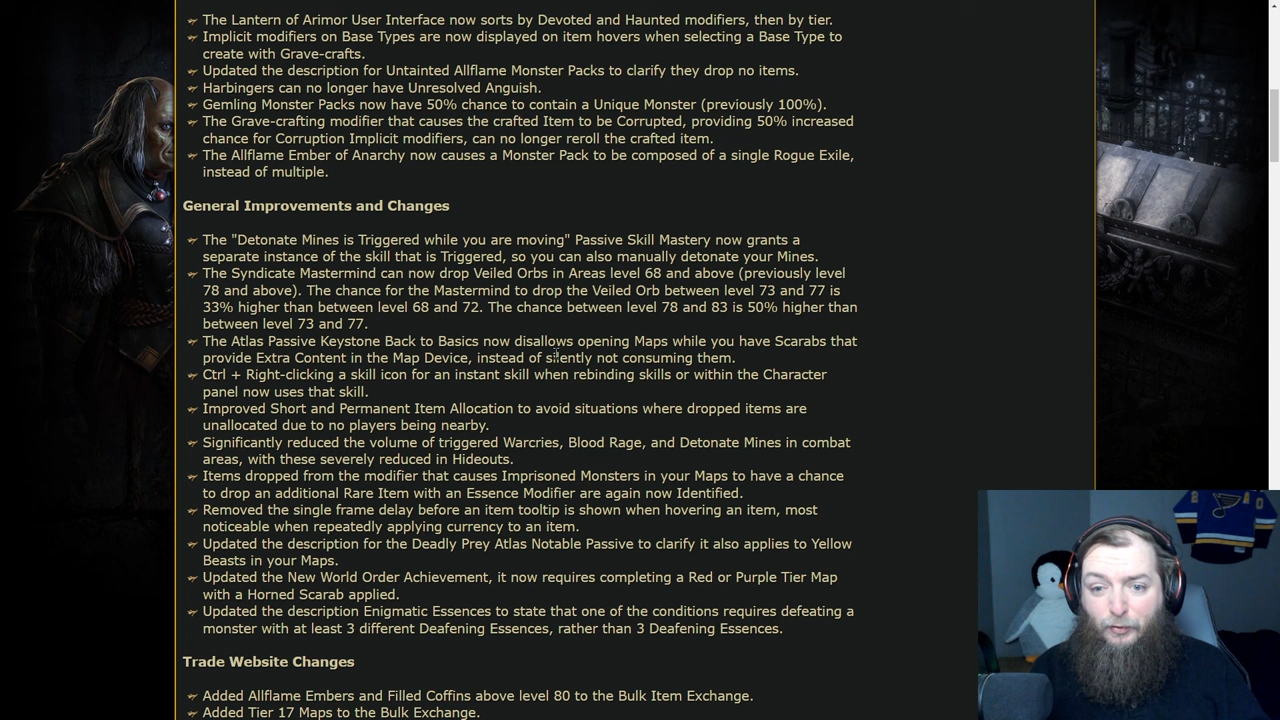 The Lantern of Arimor User Interface now sorts by Devoted and Haunted modifiers, then by tier.
Implicit modifiers on Base Types are now displayed on item hovers when selecting a Base Type to
create with Grave-crafts.
Updated the description for Untainted Allflame Monster Packs to clarify they drop no items.
Harbingers can no longer have Unresolved Anguish.
Gemling Monster Packs now have 50% chance to contain a Unique Monster (previously 100%).
The Grave-crafting modifier that causes the crafted Item to be Corrupted, providing 50% increased
chance for Corruption Implicit modifiers, can no longer reroll the crafted item.
The Allflame Ember of Anarchy now causes a Monster Pack to be composed of a single Rogue Exile,
instead of multiple.
General Improvements and Changes
The "Detonate Mines is Triggered while you are moving" Passive Skill Mastery now grants a
separate instance of the skill that is Triggered, so you can also manually detonate your Mines.
The Syndicate Mastermind can now drop Veiled Orbs in Areas level 68 and above (previously level
78 and above). The chance for the Mastermind to drop the Veiled Orb between level 73 and 77 is
33% higher than between level 68 and 72. The chance between level 78 and 83 is 50% higher than
between level 73 and 77.
The Atlas Passive Keystone Back to Basics now disallows opening Maps while you have Scarabs that
provide Extra Content in the Map Device, instead of silently not consuming them.
Ctrl + Right-clicking a skill icon for an instant skill when rebinding skills or within the Character
panel now uses that skill.
Improved Short and Permanent Item Allocation to avoid situations where dropped items are
unallocated due to no players being nearby.
Significantly reduced the volume of triggered Warcries, Blood Rage, and Detonate Mines in combat
areas, with these severely reduced in Hideouts.
Items dropped from the modifier that causes Imprisoned Monsters in your Maps to have a chance
to drop an additional Rare Item with an Essence Modifier are again now Identified.
Removed the single frame delay before an item tooltip is shown when hovering an item, most
noticeable when repeatedly applying currency to an item.
Updated the description for the Deadly Prey Atlas Notable Passive to clarify it also applies to Yellow
Beasts in your Maps.
Updated the New World Order Achievement, it now requires completing a Red or Purple Tier Map
with a Horned Scarab applied.
Updated the description Enigmatic Essences to state that one of the conditions requires defeating a
monster with at least 3 different Deafening Essences, rather than 3 Deafening Essences.
Trade Website Changes
Added Allflame Embers and Filled Coffins above level 80 to the Bulk Item Exchange.
Added Tier 17 Maps to the Bulk Exchange.